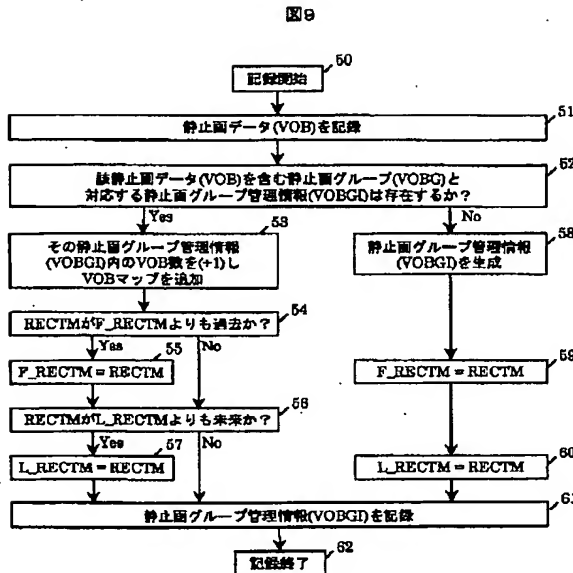 図9
50
記録開始
51
静止画データ(VOB)を記録
52
該静止画データ(VOB)を含む静止画グループ(VOBG)と
対応する静止画グループ管理情報(VOBGI)は存在するか?
Yes
No
53
その静止画グループ管理情報
(VOBGI)内のVOB数を(+1)し
VOBマップを追加
58
静止画グループ管理情報
(VOBGI)を生成
54
RECTMがF_RECTMよりも過去か?
Yes
No
55
F_RECTM = RECTM
59
F_RECTM = RECTM
56
RECTMがL_RECTMよりも未来か?
Yes
No
57
L_RECTM = RECTM
60
L_RECTM = RECTM
61
静止画グループ管理情報(VOBGI)を記録
62
記録終了